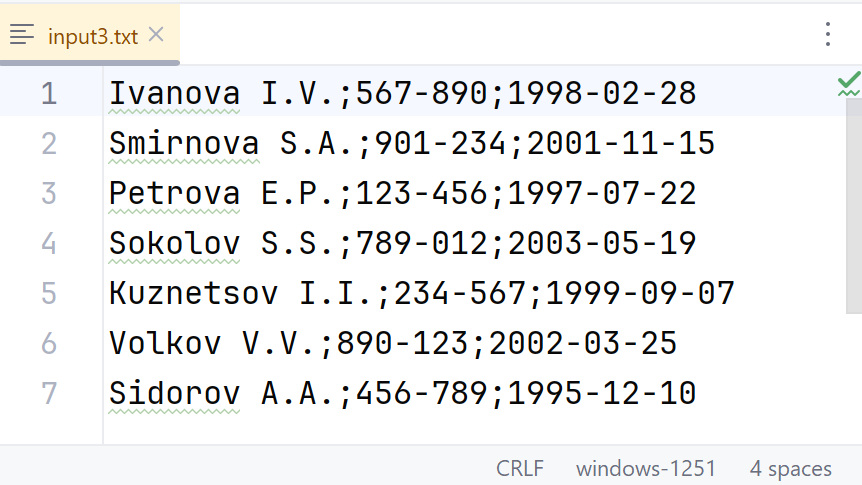 input3.txt
1 Ivanova I.V.;567-890;1998-02-28
2 Smirnova S.A.;901-234;2001-11-15
3 Petrova E.P.;123-456;1997-07-22
4 Sokolov S.S.;789-012;2003-05-19
5 Kuznetsov I.I.;234-567;1999-09-07
6 Volkov V.V.;890-123;2002-03-25
7 Sidorov A.A.;456-789;1995-12-10
CRLF windows-1251 4 spaces